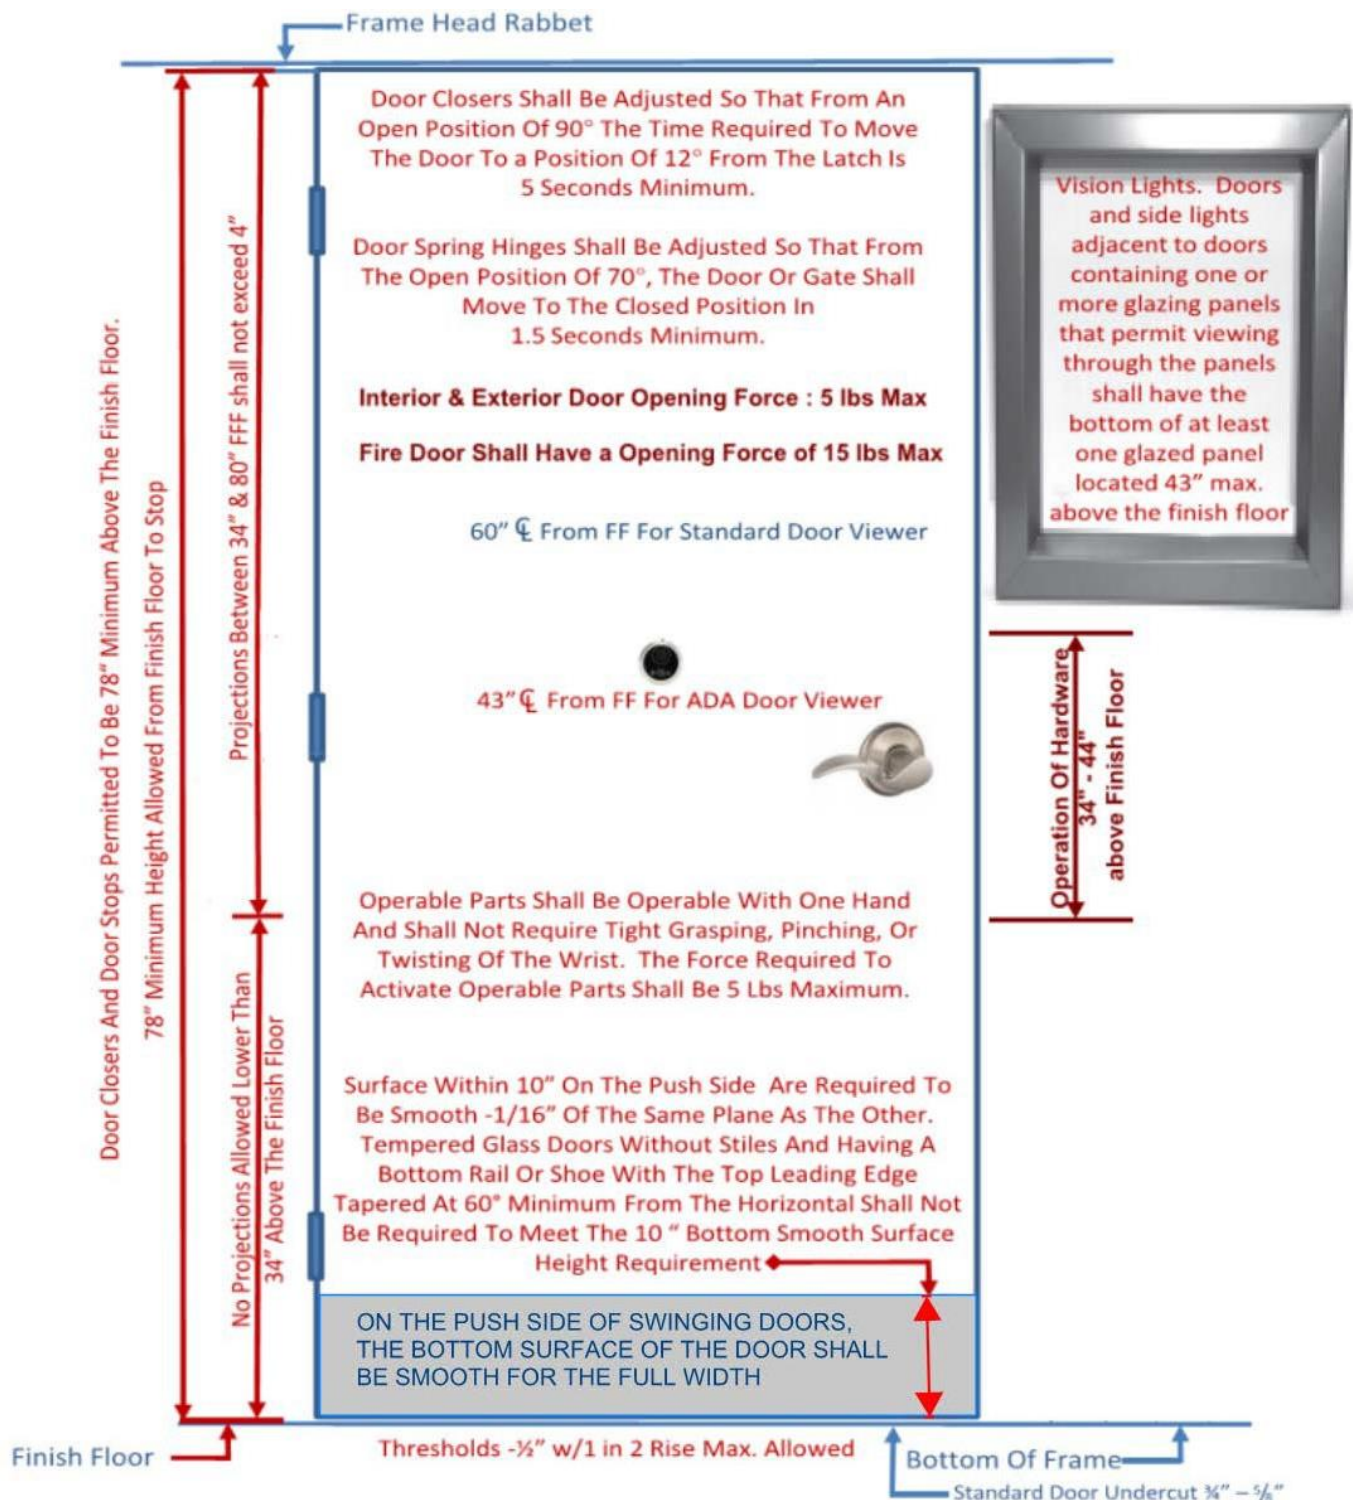 Frame Head Rabbet
Door Closers Shall Be Adjusted So That From An
Open Position Of 90° The Time Required To Move
The Door To a Position Of 12° From The Latch Is
5 Seconds Minimum.
Door Spring Hinges Shall Be Adjusted So That From
The Open Position Of 70°, The Door Or Gate Shall
Move To The Closed Position In
1.5 Seconds Minimum.
Interior & Exterior Door Opening Force : 5 lbs Max
Fire Door Shall Have a Opening Force of 15 lbs Max
60” ℄ From FF For Standard Door Viewer
43” ℄ From FF For ADA Door Viewer
Operable Parts Shall Be Operable With One Hand
And Shall Not Require Tight Grasping, Pinching, Or
Twisting Of The Wrist. The Force Required To
Activate Operable Parts Shall Be 5 Lbs Maximum.
Surface Within 10” On The Push Side Are Required To
Be Smooth -1/16” Of The Same Plane As The Other.
Tempered Glass Doors Without Stiles And Having A
Bottom Rail Or Shoe With The Top Leading Edge
Tapered At 60° Minimum From The Horizontal Shall Not
Be Required To Meet The 10 “ Bottom Smooth Surface
Height Requirement
ON THE PUSH SIDE OF SWINGING DOORS,
THE BOTTOM SURFACE OF THE DOOR SHALL
BE SMOOTH FOR THE FULL WIDTH
Door Closers And Door Stops Permitted To Be 78” Minimum Above The Finish Floor.
78” Minimum Height Allowed From Finish Floor To Stop
Projections Between 34” & 80” FFF shall not exceed 4”
No Projections Allowed Lower Than
34” Above The Finish Floor
Vision Lights. Doors
and side lights
adjacent to doors
containing one or
more glazing panels
that permit viewing
through the panels
shall have the
bottom of at least
one glazed panel
located 43” max.
above the finish floor
Operation Of Hardware
34" - 44"
above Finish Floor
Finish Floor
Thresholds -½” w/1 in 2 Rise Max. Allowed
Bottom Of Frame
Standard Door Undercut ¾” – ⅝”